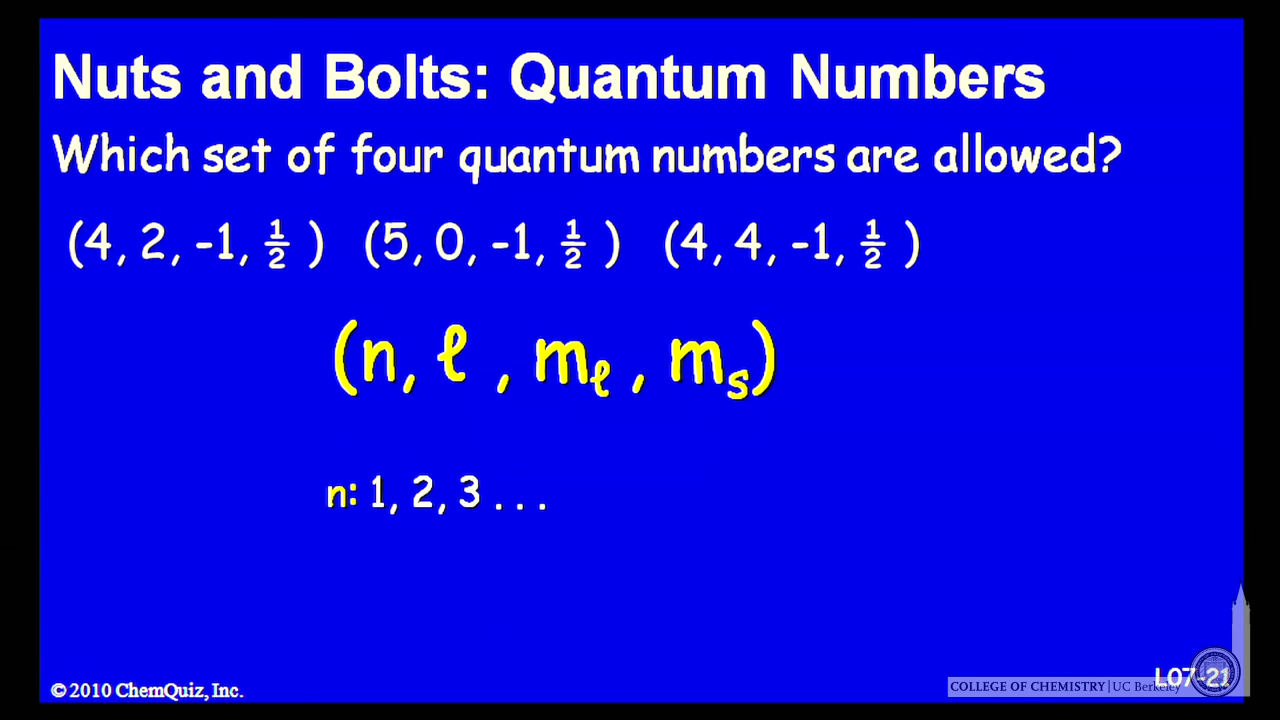 Nuts and Bolts: Quantum Numbers
Which set of four quantum numbers are allowed?
(4, 2, -1, ½ ) (5, 0, -1, ½ ) (4, 4, -1, ½ )
(n, ℓ , mℓ , ms)
n: 1, 2, 3 . . .
© 2010 ChemQuiz, Inc.
L07-21
COLLEGE OF CHEMISTRY | UC Berkeley